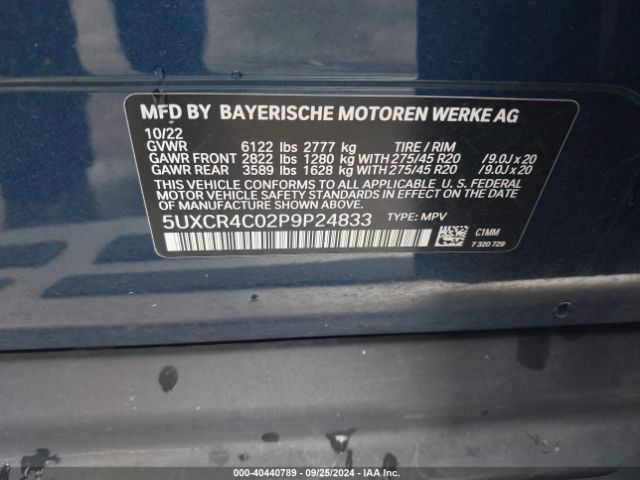 MFD BY BAYERISCHE MOTOREN WERKE AG
10/22
GVWR 6122 lbs 2777 kg TIRE / RIM
GAWR FRONT 2822 lbs 1280 kg WITH 275/45 R20 /9.0J x 20
GAWR REAR 3589 lbs 1628 kg WITH 275/45 R20 /9.0J x 20
THIS VEHICLE CONFORMS TO ALL APPLICABLE U. S. FEDERAL
MOTOR VEHICLE SAFETY STANDARDS IN EFFECT ON THE DATE
OF MANUFACTURE SHOWN ABOVE.
5UXCR4C02P9P24833 TYPE: MPV
C1MM
7 320 729
000-40440789 - 09/25/2024 - IAA Inc.